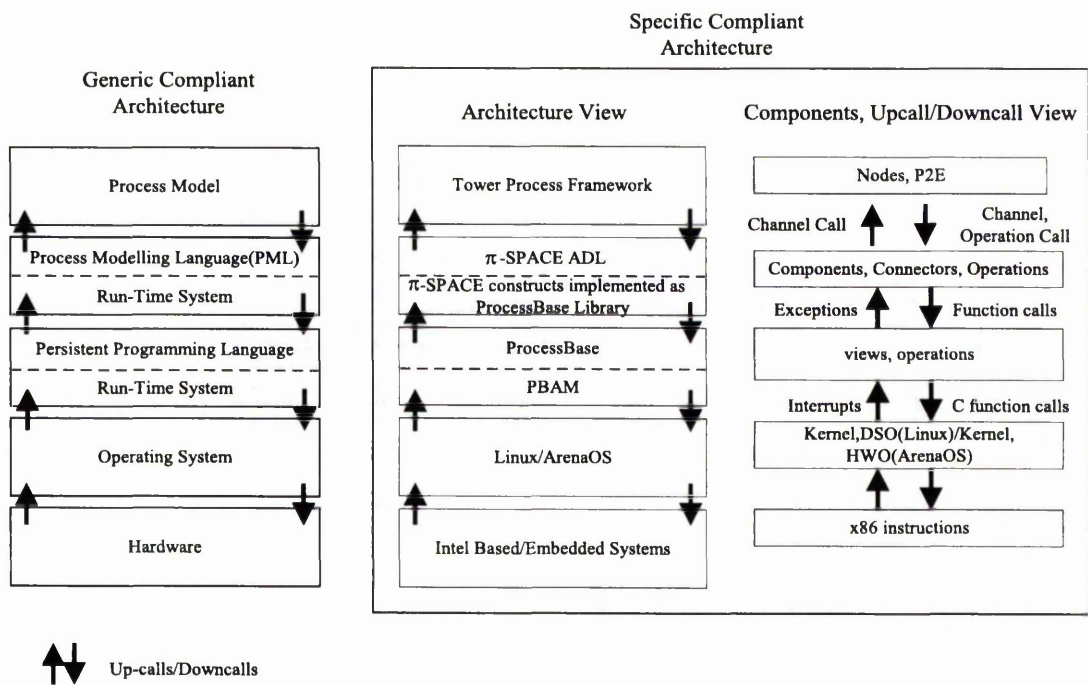 Specific Compliant
Architecture
Generic Compliant
Architecture
Architecture View
Components, Upcall/Downcall View
Process Model
Process Modelling Language(PML)
Run-Time System
Persistent Programming Language
Run-Time System
Operating System
Hardware
Tower Process Framework
π-SPACE ADL
π-SPACE constructs implemented as
ProcessBase Library
ProcessBase
PBAM
Linux/ArenaOS
Intel Based/Embedded Systems
Nodes, P2E
Channel Call
Channel,
Operation Call
Components, Connectors, Operations
Exceptions
Function calls
views, operations
Interrupts
C function calls
Kernel,DSO(Linux)/Kernel,
HWO(ArenaOS)
x86 instructions
Up-calls/Downcalls